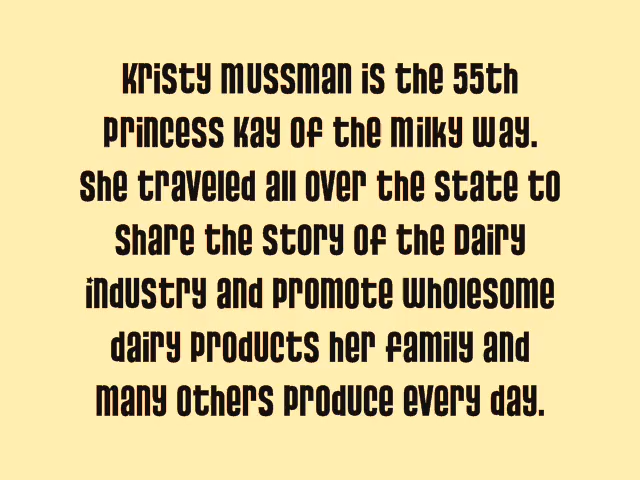 Kristy Mussman is the 55th
Princess Kay of the Milky Way.
She traveled all over the state to
share the story of the Dairy
industry and promote wholesome
dairy products her family and
many others produce every day.